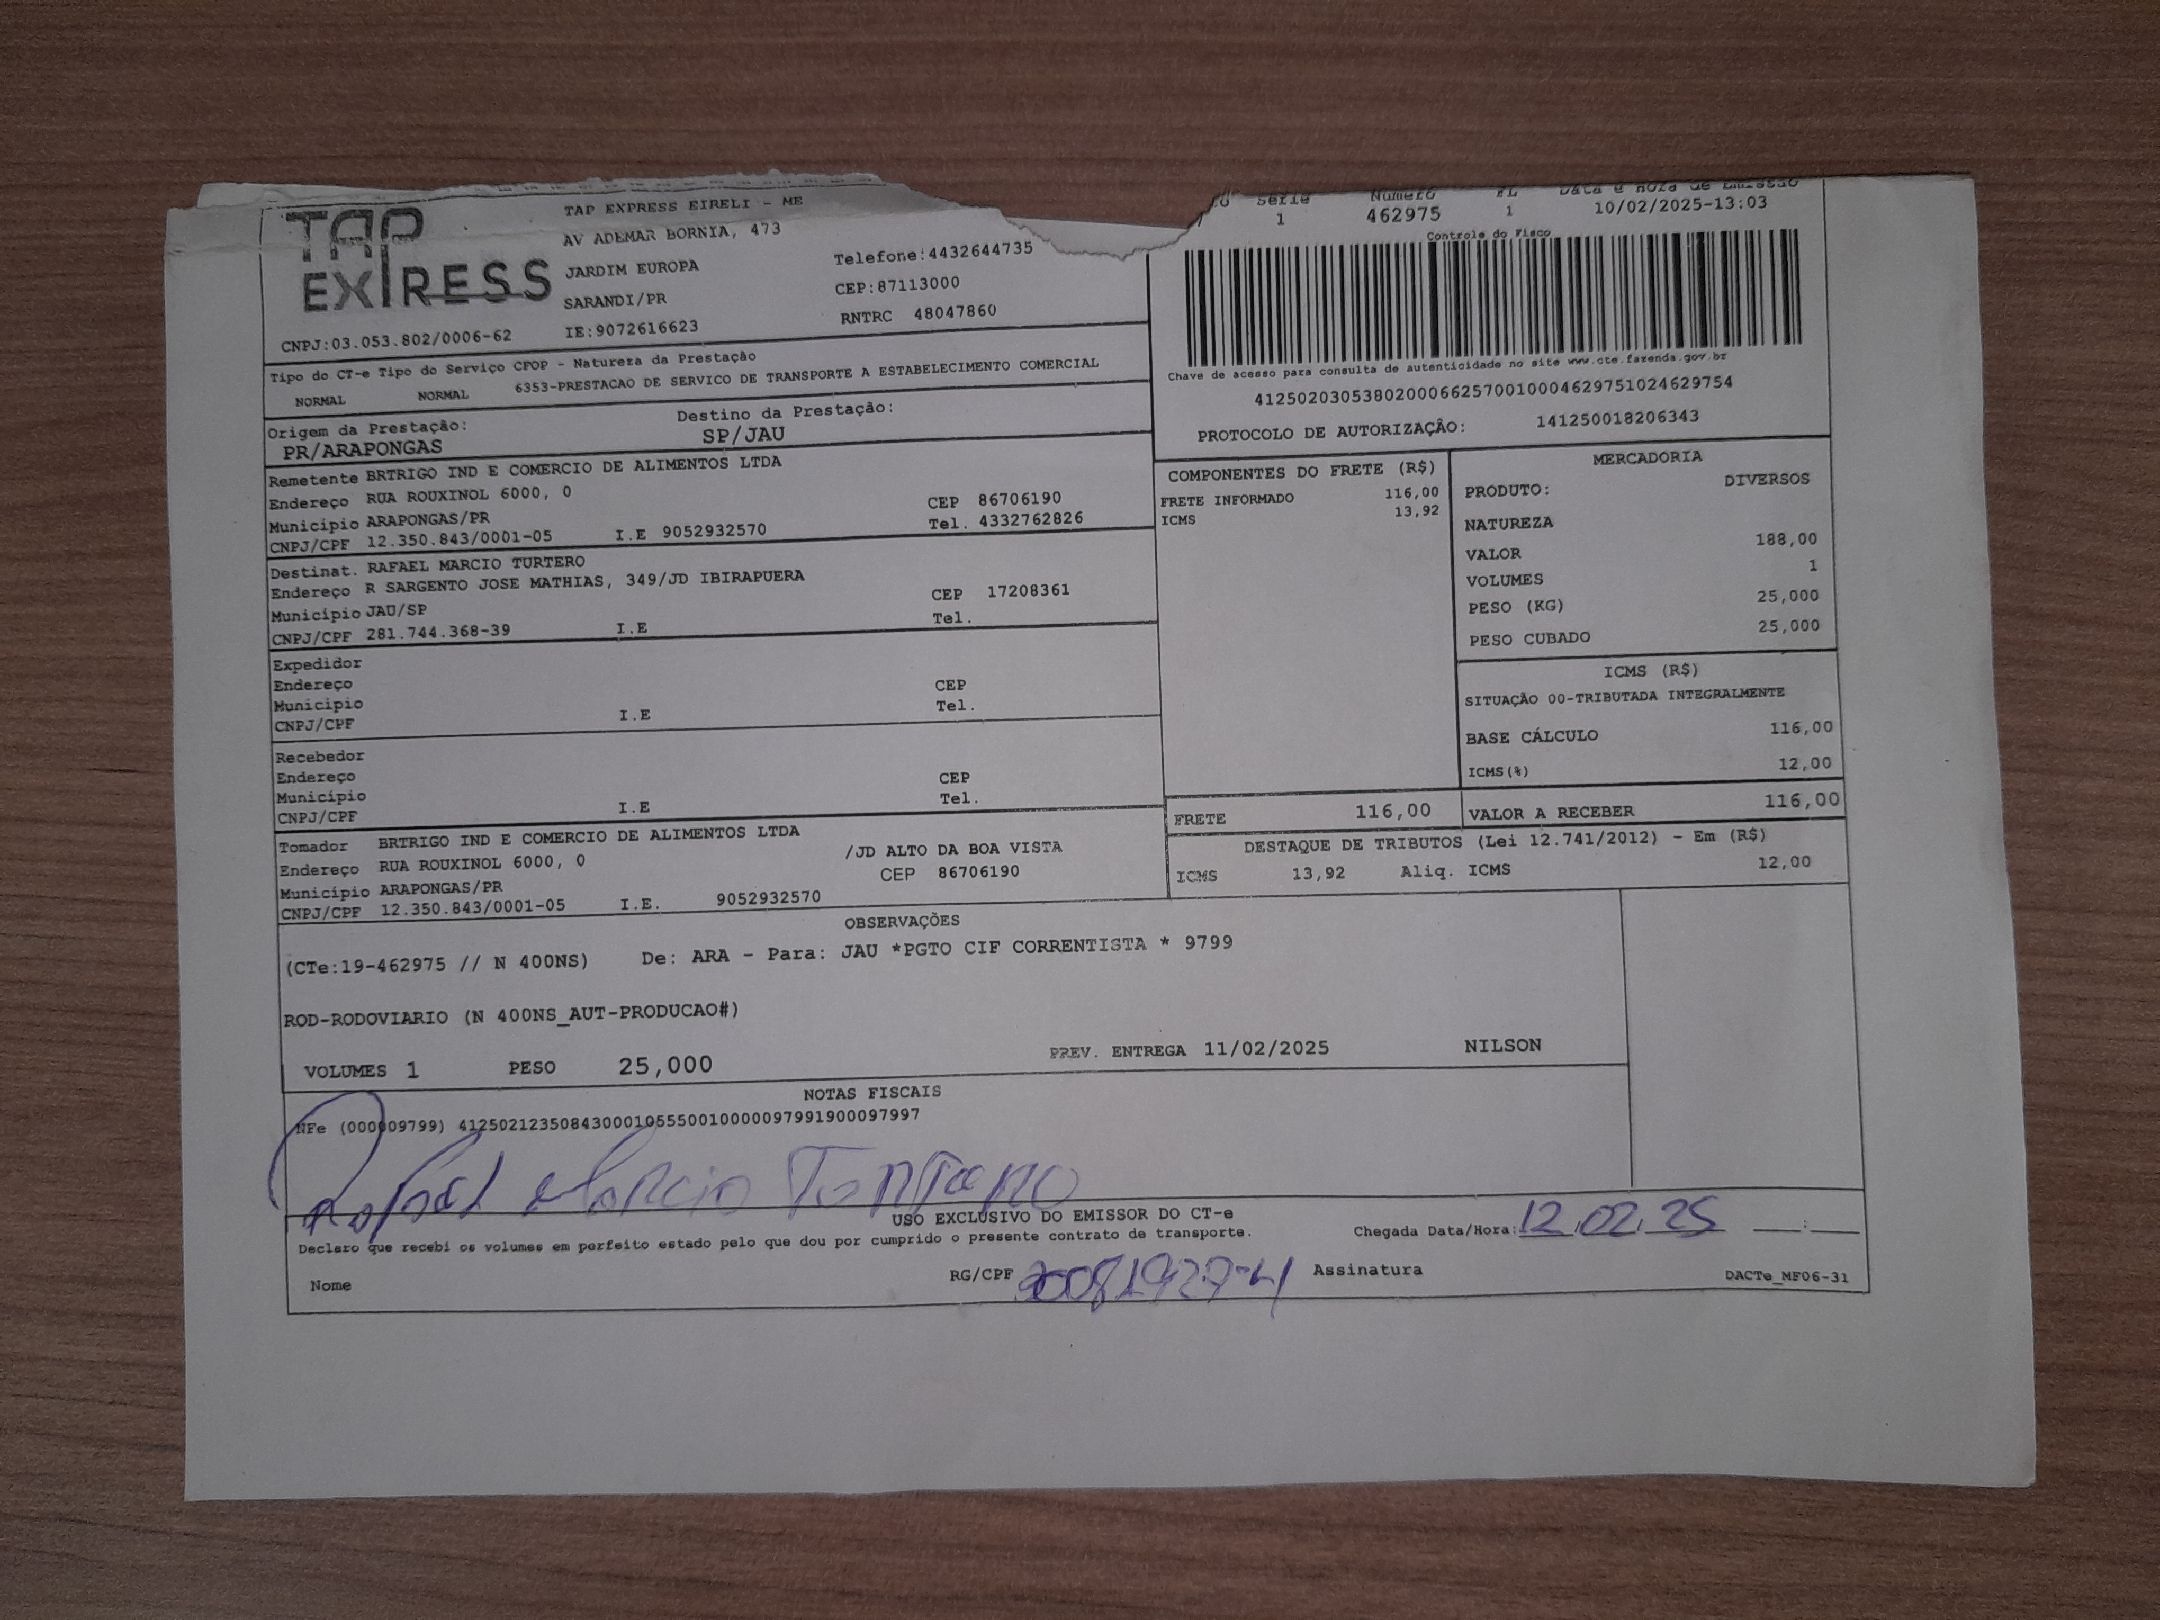 TAP
EXPRESS
TAP EXPRESS EIRELI - ME
AV ADEMAR BORNIA, 473
JARDIM EUROPA
SARANDI/PR
IE:9072616623
Telefone:4432644735
CEP:87113000
RNTRC 48047860
CNPJ:03.053.802/0006-62
Série Número FL Data e Hora de Emissão
1 462975 1 10/02/2025-13:03
Controle do Fisco
Chave de acesso para consulta de autenticidade no site www.cte.fazenda.gov.br
41250203053802000662570010004629751024629754
PROTOCOLO DE AUTORIZAÇÃO: 141250018206343
Tipo do CT-e Tipo do Serviço CFOP - Natureza da Prestação
NORMAL NORMAL 6353-PRESTACAO DE SERVICO DE TRANSPORTE A ESTABELECIMENTO COMERCIAL
Origem da Prestação: Destino da Prestação:
PR/ARAPONGAS SP/JAU
Remetente BRTRIGO IND E COMERCIO DE ALIMENTOS LTDA
Endereço RUA ROUXINOL 6000, 0 CEP 86706190
Município ARAPONGAS/PR Tel. 4332762826
CNPJ/CPF 12.350.843/0001-05 I.E 9052932570
Destinat. RAFAEL MARCIO TURTERO
Endereço R SARGENTO JOSE MATHIAS, 349/JD IBIRAPUERA CEP 17208361
Município JAU/SP Tel.
CNPJ/CPF 281.744.368-39 I.E
Expedidor
Endereço CEP
Município Tel.
CNPJ/CPF I.E
Recebedor
Endereço CEP
Município Tel.
CNPJ/CPF I.E
Tomador BRTRIGO IND E COMERCIO DE ALIMENTOS LTDA
Endereço RUA ROUXINOL 6000, 0 /JD ALTO DA BOA VISTA
Município ARAPONGAS/PR CEP 86706190
CNPJ/CPF 12.350.843/0001-05 I.E. 9052932570
COMPONENTES DO FRETE (R$)
FRETE INFORMADO 116,00
ICMS 13,92
MERCADORIA
PRODUTO: DIVERSOS
NATUREZA
VALOR 188,00
VOLUMES 1
PESO (KG) 25,000
PESO CUBADO 25,000
ICMS (R$)
SITUAÇÃO 00-TRIBUTADA INTEGRALMENTE
BASE CÁLCULO 116,00
ICMS(%) 12,00
FRETE 116,00 VALOR A RECEBER 116,00
DESTAQUE DE TRIBUTOS (Lei 12.741/2012) - Em (R$)
ICMS 13,92 Aliq. ICMS 12,00
OBSERVAÇÕES
(CTe:19-462975 // N 400NS) De: ARA - Para: JAU *PGTO CIF CORRENTISTA * 9799
ROD-RODOVIARIO (N 400NS_AUT-PRODUCAO#)
VOLUMES 1 PESO 25,000 PREV. ENTREGA 11/02/2025 NILSON
NOTAS FISCAIS
NFe (000009799) 41250212350843000105550010000097991900097997
Rafael Marcio
USO EXCLUSIVO DO EMISSOR DO CT-e
Chegada Data/Hora: 12.02.25 __:__
Declaro que recebi os volumes em perfeito estado pelo que dou por cumprido o presente contrato de transporte.
Nome RG/CPF Assinatura DACTe_MF06-31